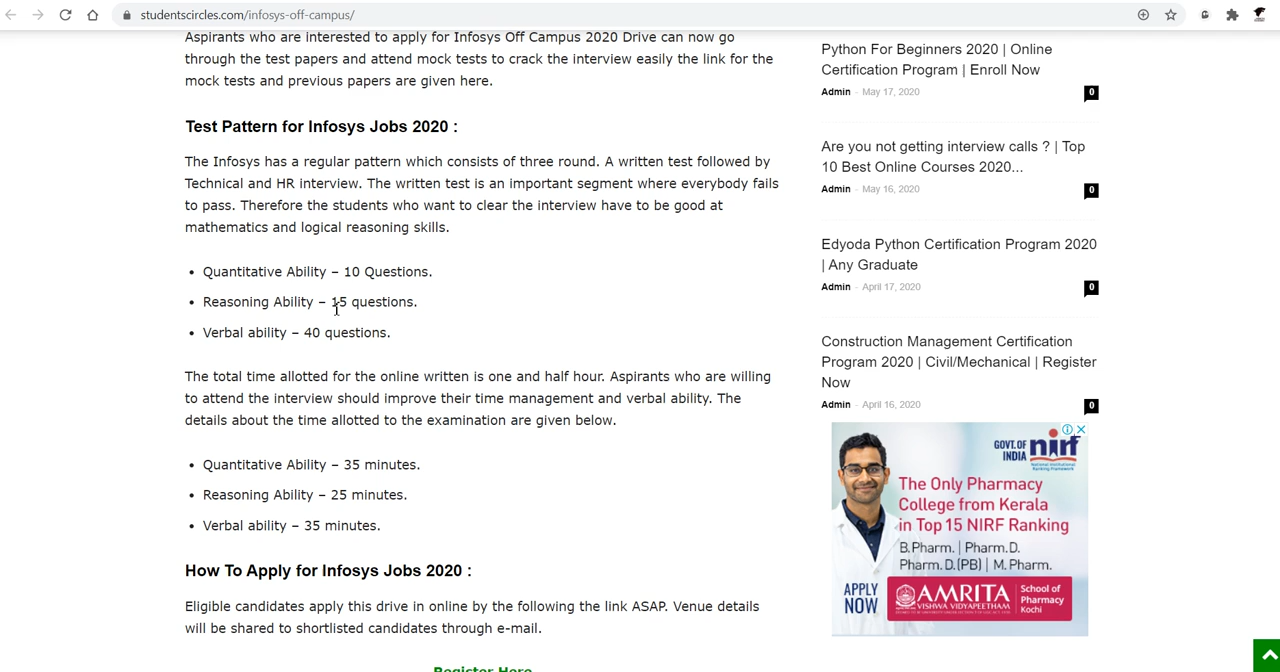 studentscircles.com/infosys-off-campus/
Aspirants who are interested to apply for Infosys Off Campus 2020 Drive can now go
through the test papers and attend mock tests to crack the interview easily the link for the
mock tests and previous papers are given here.
Test Pattern for Infosys Jobs 2020 :
The Infosys has a regular pattern which consists of three round. A written test followed by
Technical and HR interview. The written test is an important segment where everybody fails
to pass. Therefore the students who want to clear the interview have to be good at
mathematics and logical reasoning skills.
• Quantitative Ability – 10 Questions.
• Reasoning Ability – 15 questions.
• Verbal ability – 40 questions.
The total time allotted for the online written is one and half hour. Aspirants who are willing
to attend the interview should improve their time management and verbal ability. The
details about the time allotted to the examination are given below.
• Quantitative Ability – 35 minutes.
• Reasoning Ability – 25 minutes.
• Verbal ability – 35 minutes.
How To Apply for Infosys Jobs 2020 :
Eligible candidates apply this drive in online by the following the link ASAP. Venue details
will be shared to shortlisted candidates through e-mail.
Register Here
Python For Beginners 2020 | Online
Certification Program | Enroll Now
Admin - May 17, 2020
0
Are you not getting interview calls ? | Top
10 Best Online Courses 2020...
Admin - May 16, 2020
0
Edyoda Python Certification Program 2020
| Any Graduate
Admin - April 17, 2020
0
Construction Management Certification
Program 2020 | Civil/Mechanical | Register
Now
Admin - April 16, 2020
0
GOVT. OF
INDIA
nirf
National Institutional
Ranking Framework
The Only Pharmacy
College from Kerala
in Top 15 NIRF Ranking
B.Pharm. | Pharm.D.
Pharm.D.(PB) | M.Pharm.
APPLY
NOW
AMRITA
VISHWA VIDYAPEETHAM
School of
Pharmacy
Kochi